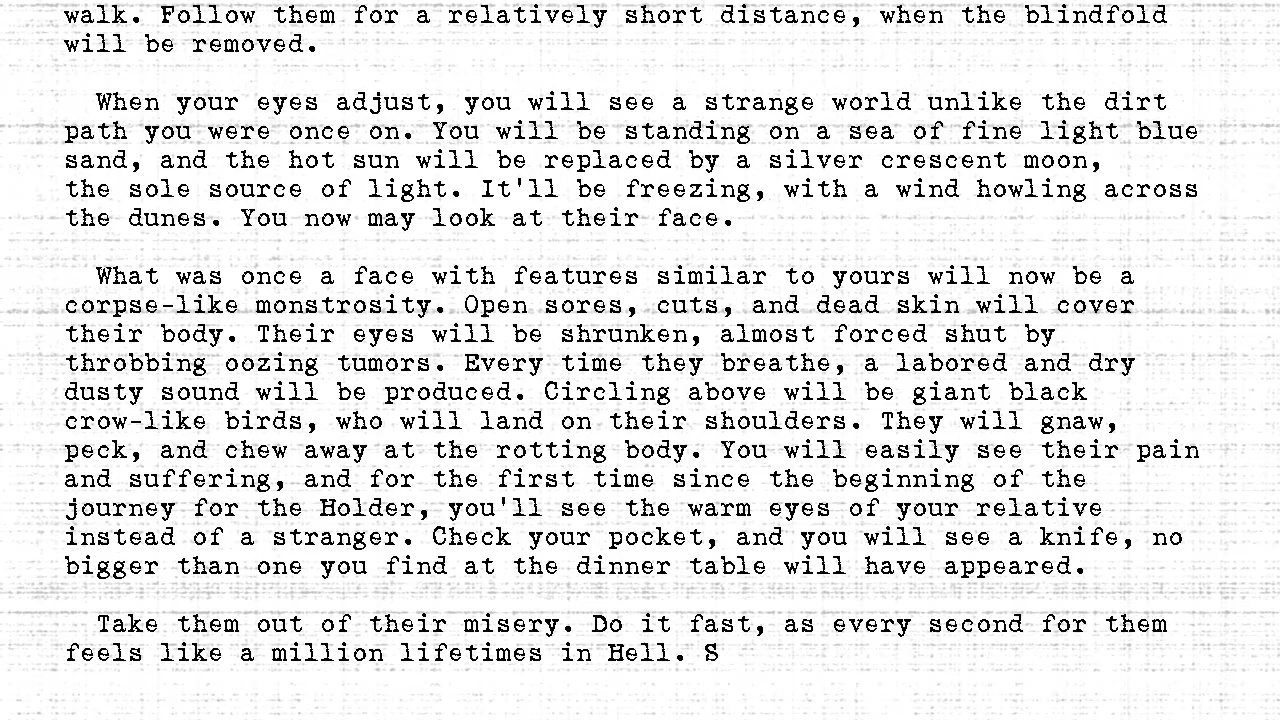 walk. Follow them for a relatively short distance, when the blindfold
will be removed.
When your eyes adjust, you will see a strange world unlike the dirt
path you were once on. You will be standing on a sea of fine light blue
sand, and the hot sun will be replaced by a silver crescent moon,
the sole source of light. It'll be freezing, with a wind howling across
the dunes. You now may look at their face.
What was once a face with features similar to yours will now be a
corpse-like monstrosity. Open sores, cuts, and dead skin will cover
their body. Their eyes will be shrunken, almost forced shut by
throbbing oozing tumors. Every time they breathe, a labored and dry
dusty sound will be produced. Circling above will be giant black
crow-like birds, who will land on their shoulders. They will gnaw,
peck, and chew away at the rotting body. You will easily see their pain
and suffering, and for the first time since the beginning of the
journey for the Holder, you'll see the warm eyes of your relative
instead of a stranger. Check your pocket, and you will see a knife, no
bigger than one you find at the dinner table will have appeared.
Take them out of their misery. Do it fast, as every second for them
feels like a million lifetimes in Hell. S